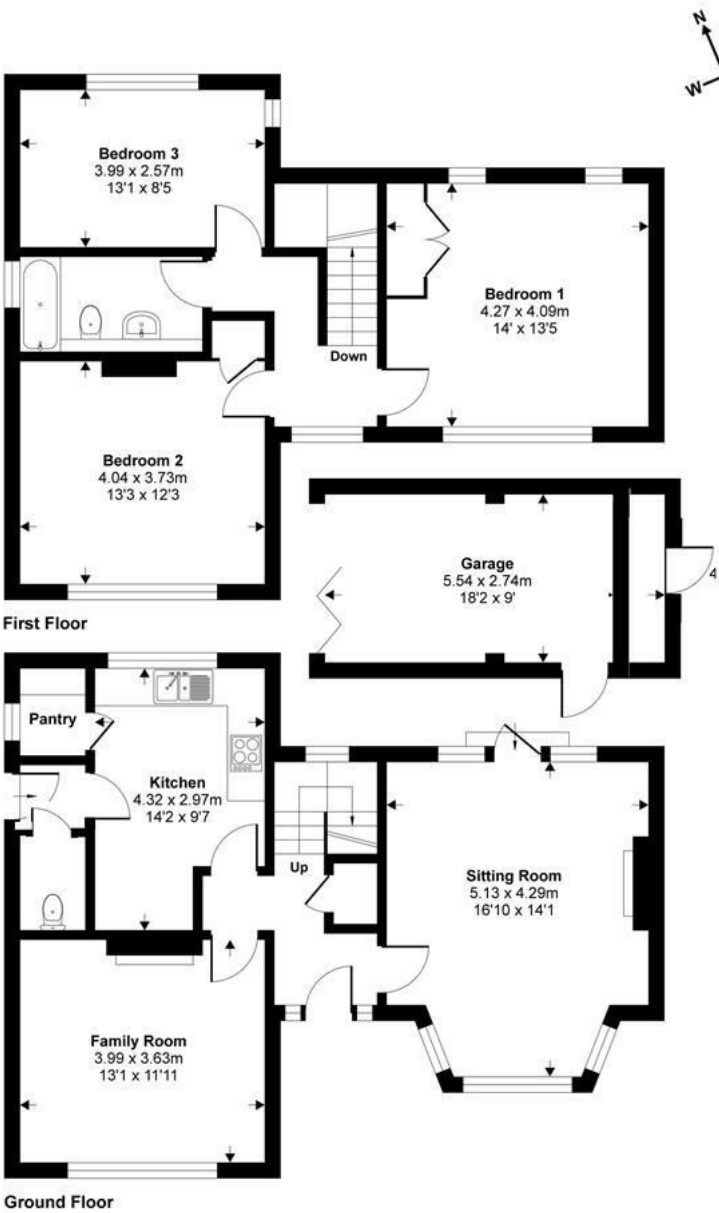 N
W
Bedroom 3
3.99 x 2.57m
13'1 x 8'5
Bedroom 1
4.27 x 4.09m
14' x 13'5
Down
Bedroom 2
4.04 x 3.73m
13'3 x 12'3
First Floor
Garage
5.54 x 2.74m
18'2 x 9'
4
Pantry
Kitchen
4.32 x 2.97m
14'2 x 9'7
Up
Sitting Room
5.13 x 4.29m
16'10 x 14'1
Family Room
3.99 x 3.63m
13'1 x 11'11
Ground Floor